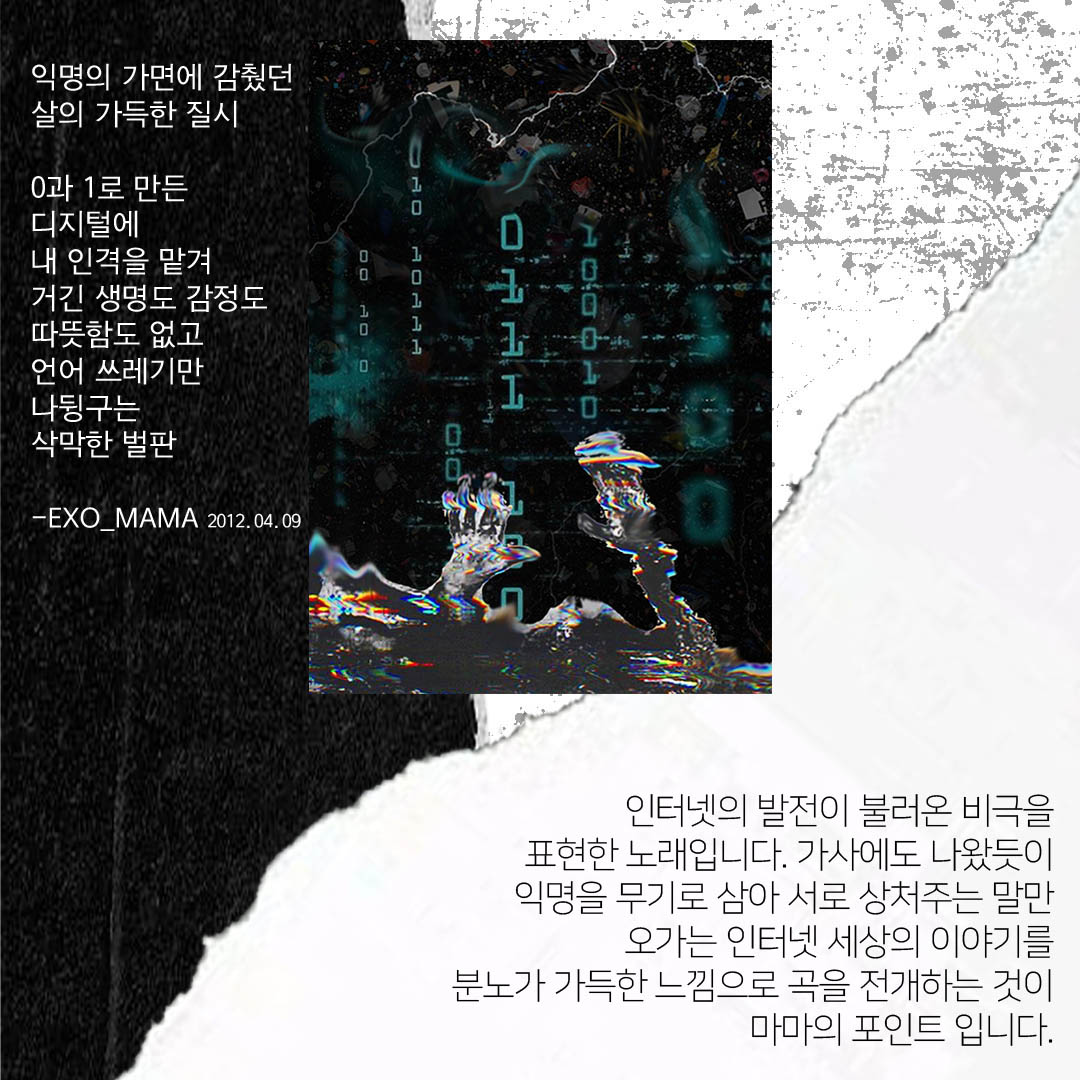 익명의 가면에 감췄던
살의 가득한 질시
0과 1로 만든
디지털에
내 인격을 맡겨
거긴 생명도 감정도
따뜻함도 없고
언어 쓰레기만
나뒹구는
삭막한 벌판
-EXO_MAMA 2012.04.09
인터넷의 발전이 불러온 비극을
표현한 노래입니다. 가사에도 나왔듯이
익명을 무기로 삼아 서로 상처주는 말만
오가는 인터넷 세상의 이야기를
분노가 가득한 느낌으로 곡을 전개하는 것이
마마의 포인트 입니다.